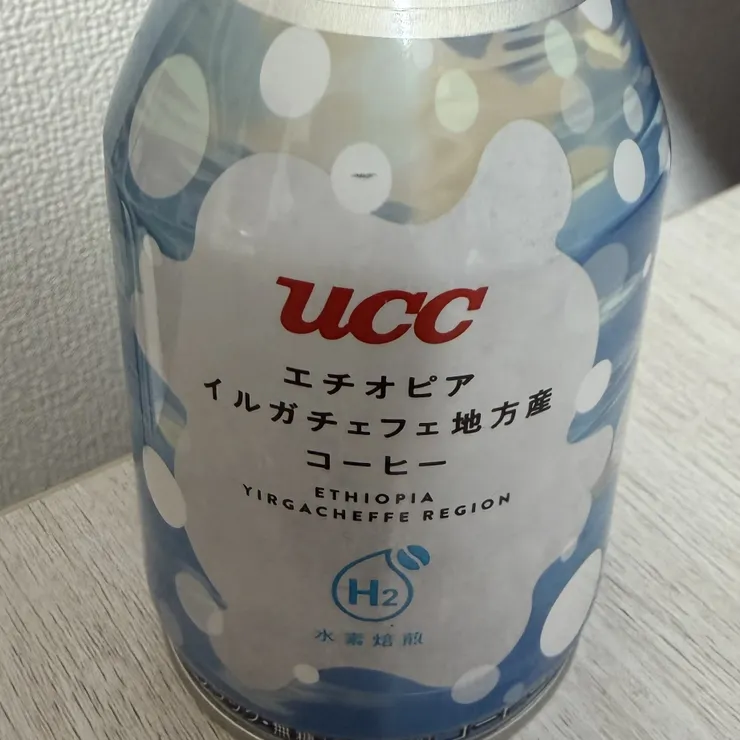 ucc
エチオピア
イルガチェフェ地方産
コーヒー
ETHIOPIA
YIRGACHEFFE REGION
H2
水素焙煎